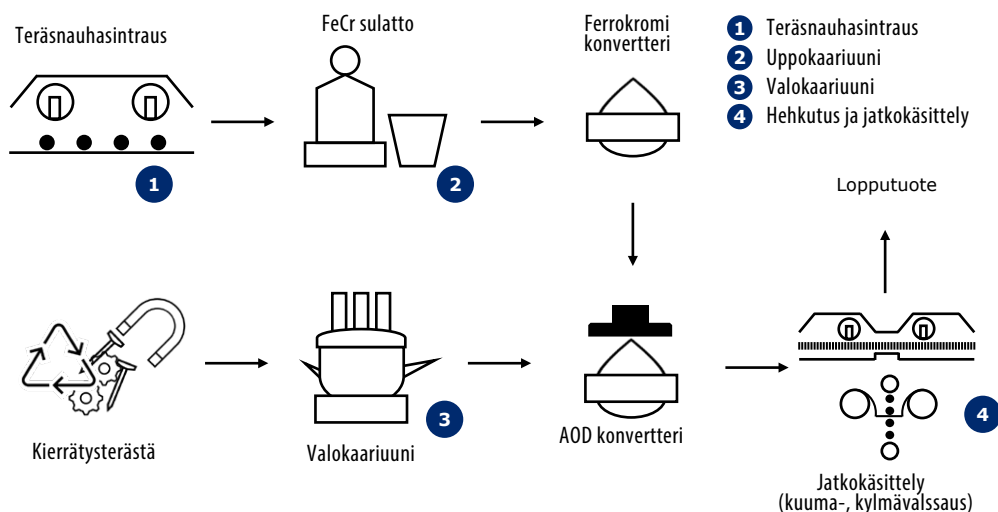 Teräsnauhasintraus
FeCr sulatto
Ferrokromi
konvertteri
1 Teräsnauhasintraus
2 Uppokaariuuni
3 Valokaariuuni
4 Hehkutus ja jatkokäsittely
1
2
Lopputuote
3
4
Kierrätysterästä
Valokaariuuni
AOD konvertteri
Jatkokäsittely
(kuuma-, kylmävalssaus)